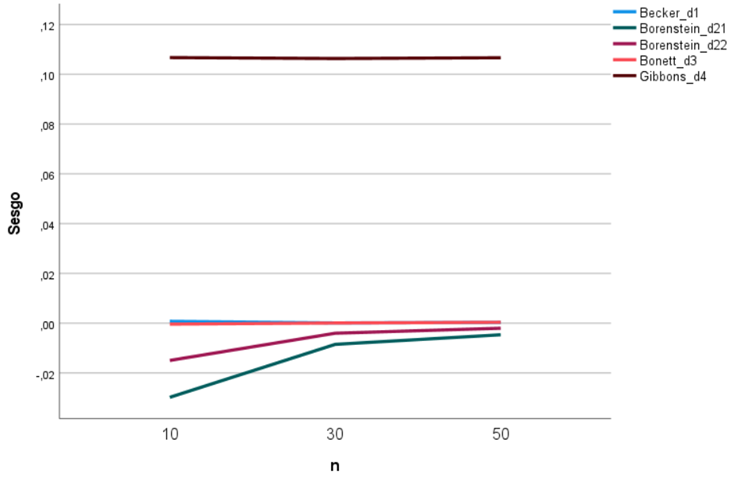 ,12
,10
,08
,06
,04
,02
,00
-,02
Sesgo
10 30 50
n
Becker_d1
Borenstein_d21
Borenstein_d22
Bonett_d3
Gibbons_d4